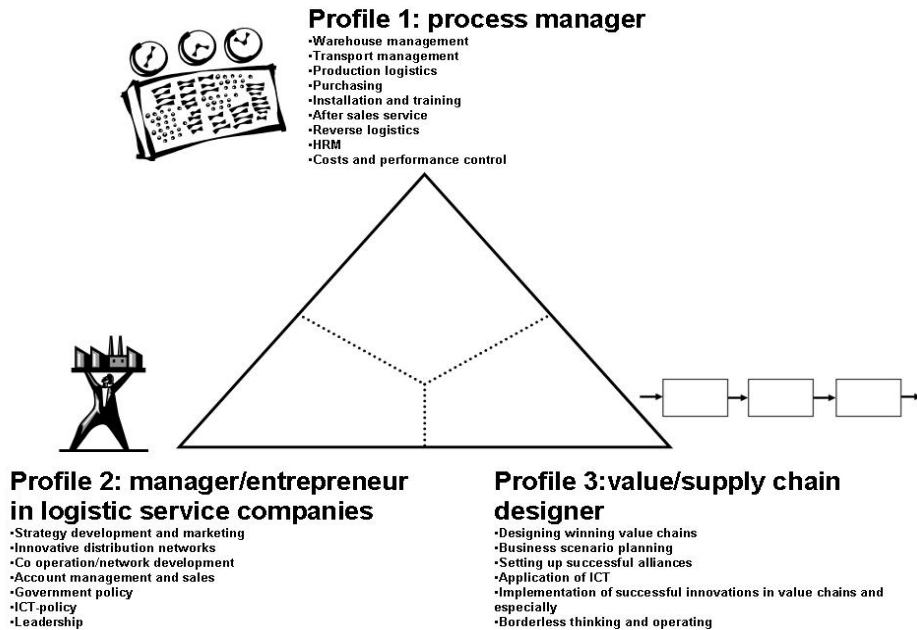 Profile 1: process manager
•Warehouse management
•Transport management
•Production logistics
•Purchasing
•Installation and training
•After sales service
•Reverse logistics
•HRM
•Costs and performance control
Profile 2: manager/entrepreneur
in logistic service companies
•Strategy development and marketing
•Innovative distribution networks
•Co operation/network development
•Account management and sales
•Government policy
•ICT-policy
•Leadership
Profile 3:value/supply chain
designer
•Designing winning value chains
•Business scenario planning
•Setting up successful alliances
•Application of ICT
•Implementation of successful innovations in value chains and
especially
•Borderless thinking and operating